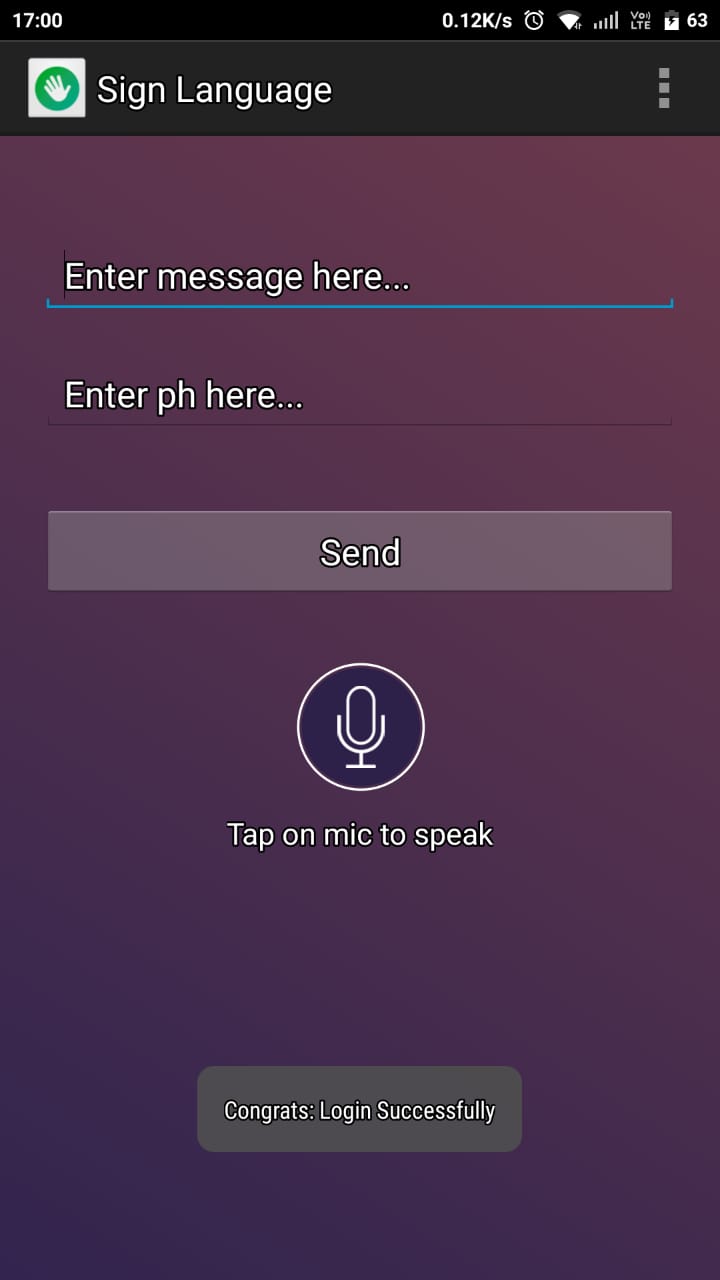 17:00 0.12K/s Vo) LTE 63
Sign Language
Enter message here...
Enter ph here...
Send
Tap on mic to speak
Congrats: Login Successfully